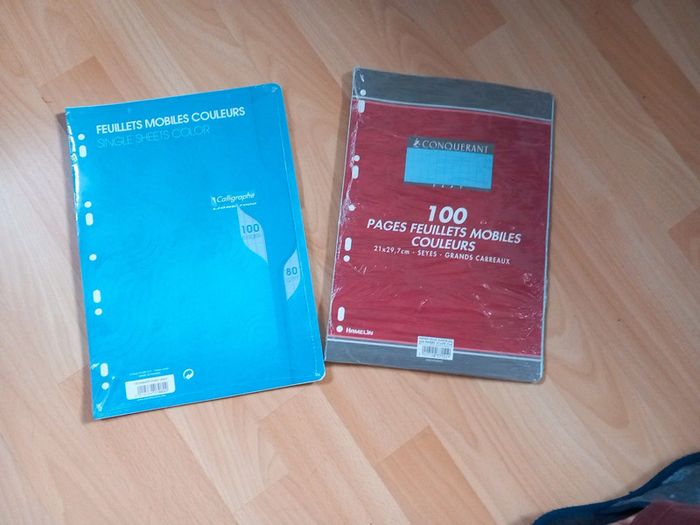 FEUILLETS MOBILES COULEURS
SINGLE SHEETS COLOR
Calligraphe
100
pages
80
CONQUERANT
100
PAGES FEUILLETS MOBILES
COULEURS
21x29,7cm - SEYES - GRANDS CARREAUX
HAMELIN